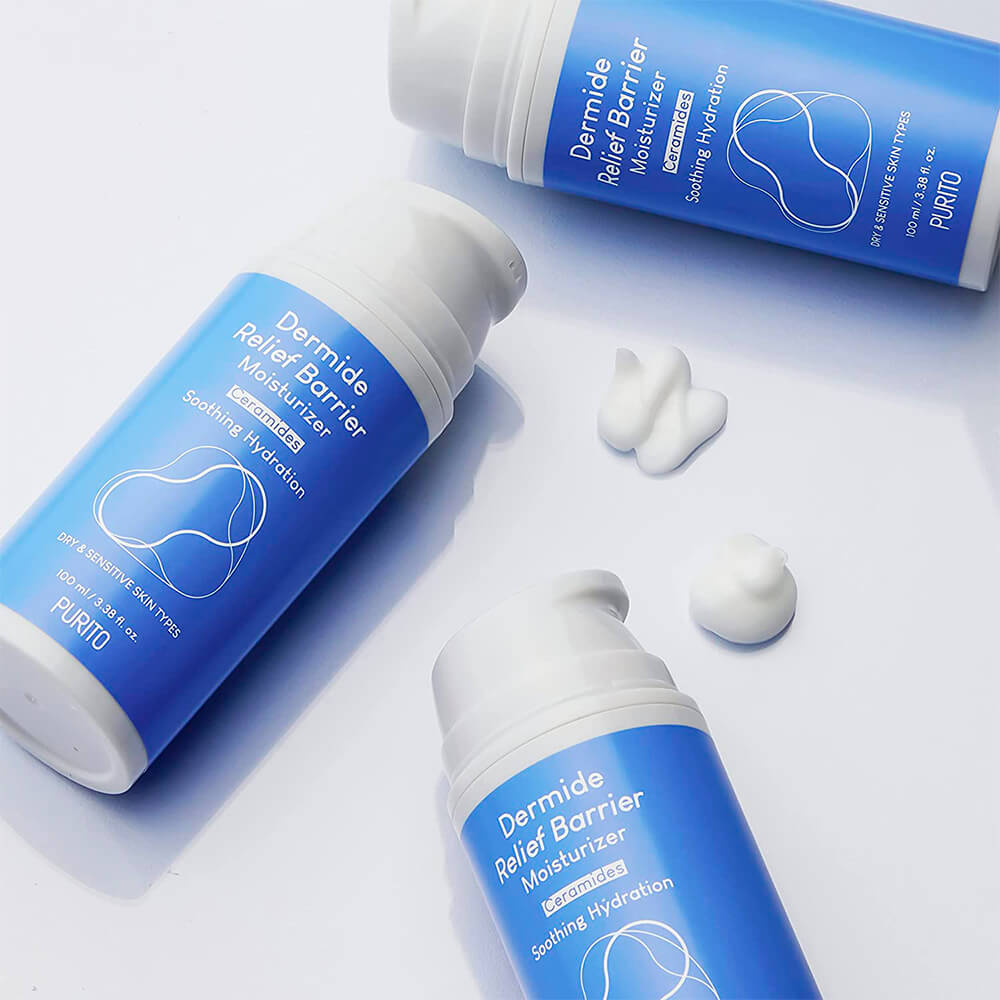 Dermide
Relief Barrier
Moisturizer
Ceramides
Soothing Hydration
DRY & SENSITIVE SKIN TYPES
100 ml / 3.38 fl. oz.
PURITO
Dermide
Relief Barrier
Moisturizer
Ceramides
Soothing Hydration
DRY & SENSITIVE SKIN TYPES
100 ml / 3.38 fl. oz.
PURITO
Dermide
Relief Barrier
Moisturizer
Ceramides
Soothing Hydration